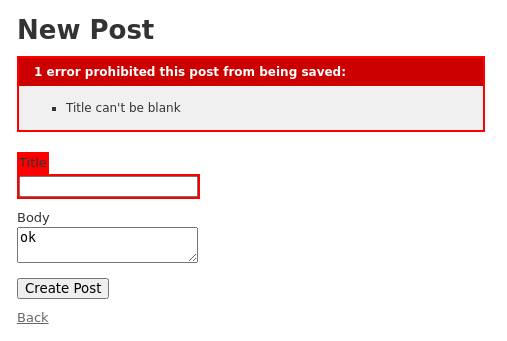 New Post
1 error prohibited this post from being saved:
Title can't be blank
Title
Body
ok
Create Post
Back